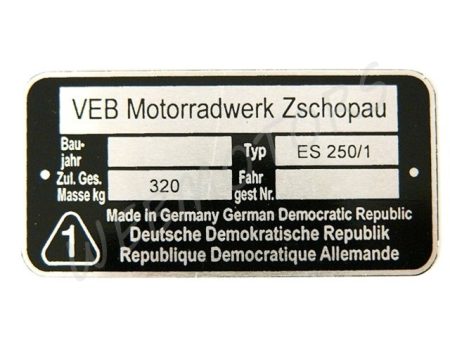 VEB Motorradwerk Zschopau
Bau-
jahr
Typ
ES 250/1
Zul. Ges.
Masse kg
320
Fahr
gest Nr.
Made in Germany German Democratic Republic
1
Deutsche Demokratische Republik
Republique Democratique Allemande